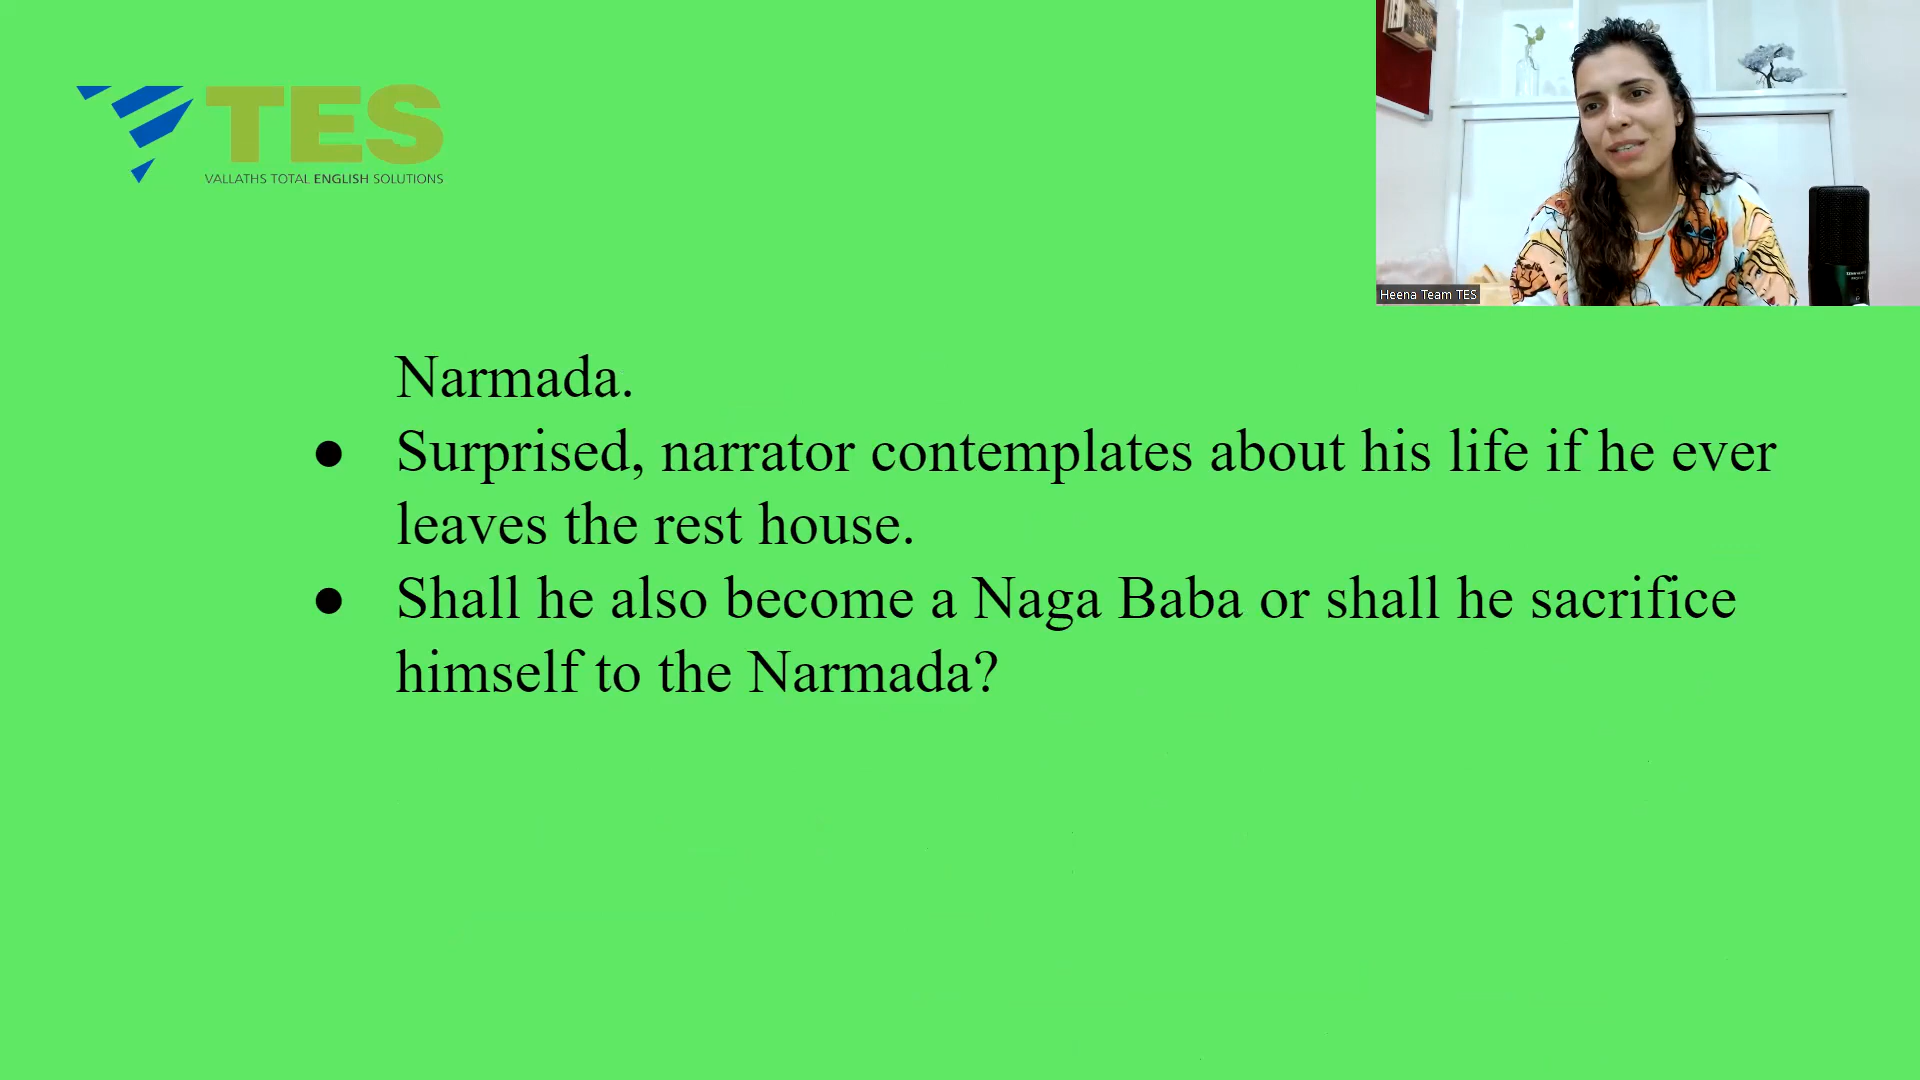 TES
VALLATHS TOTAL ENGLISH SOLUTIONS
Heena Team TES
Narmada.
● Surprised, narrator contemplates about his life if he ever
leaves the rest house.
● Shall he also become a Naga Baba or shall he sacrifice
himself to the Narmada?